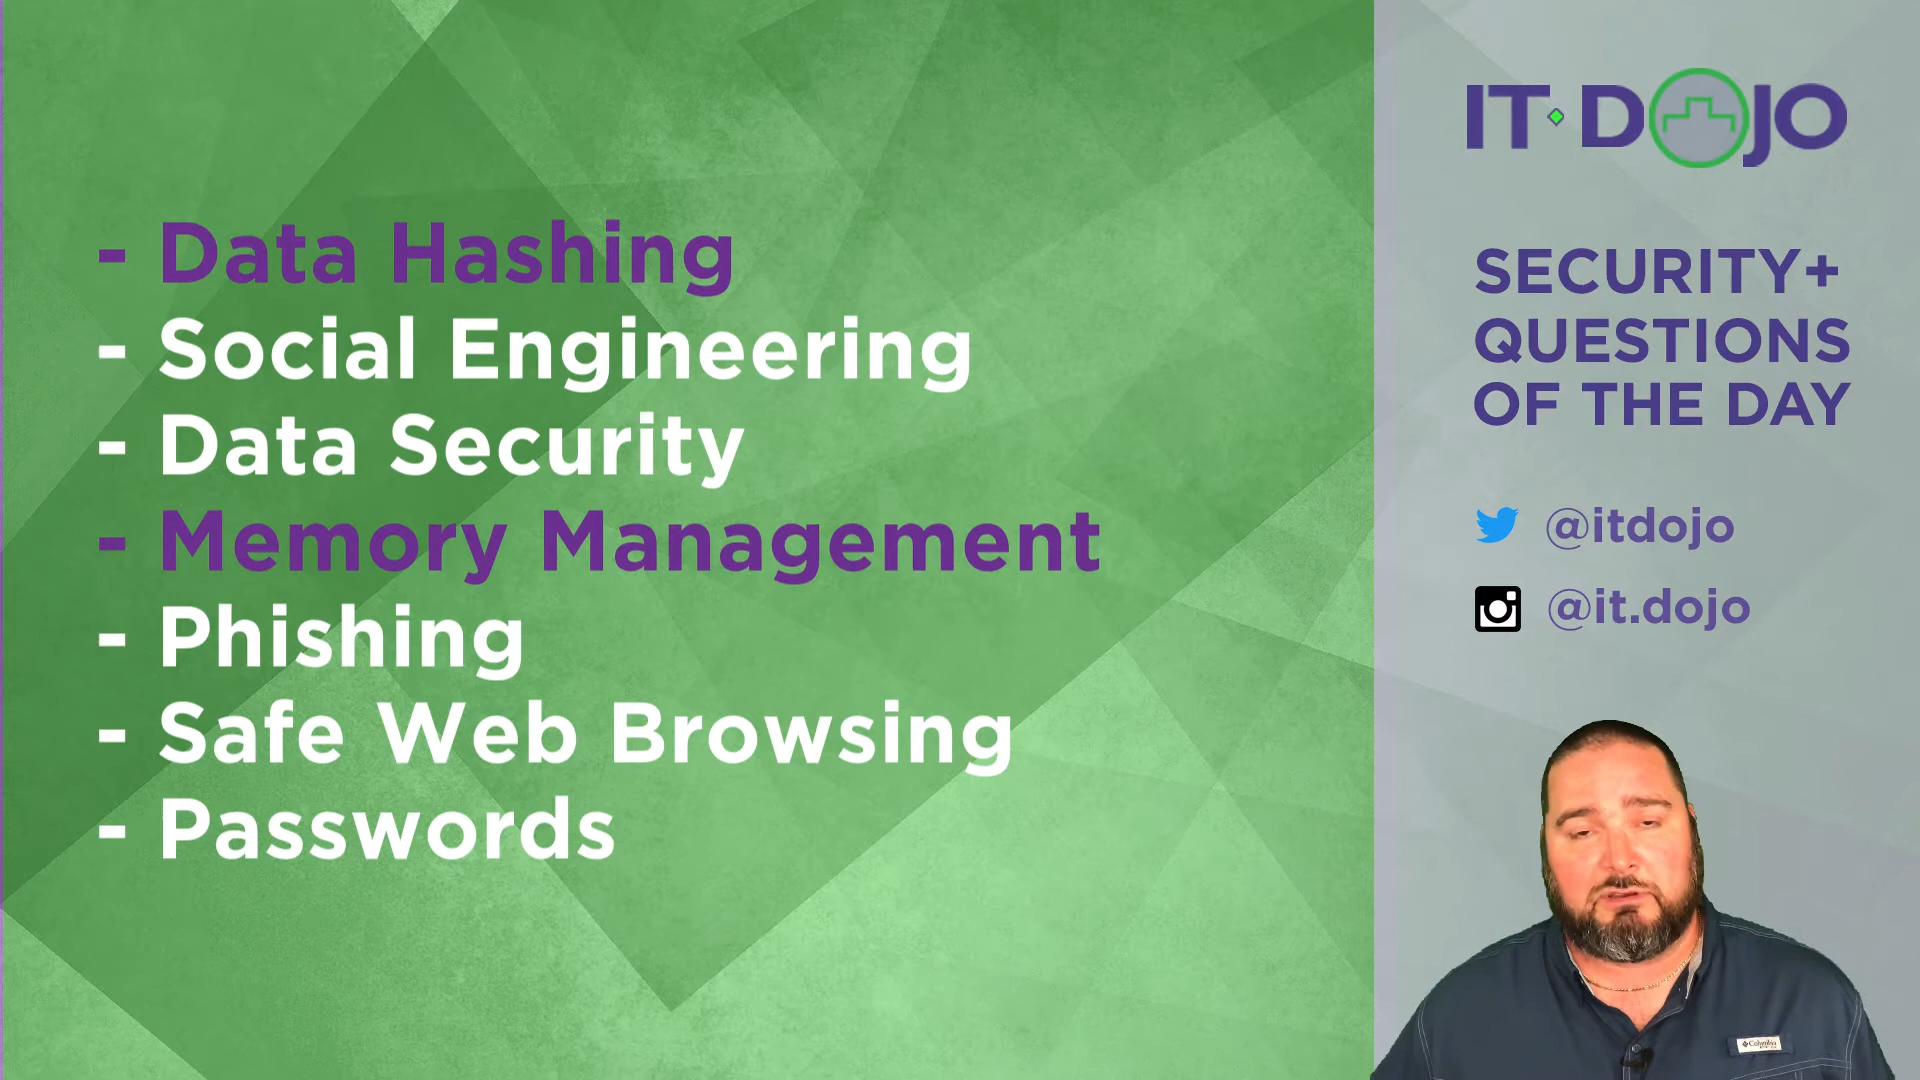 - Data Hashing
- Social Engineering
- Data Security
- Memory Management
- Phishing
- Safe Web Browsing
- Passwords
IT DOJO
SECURITY+
QUESTIONS
OF THE DAY
@itdojo
@it.dojo
Columbia